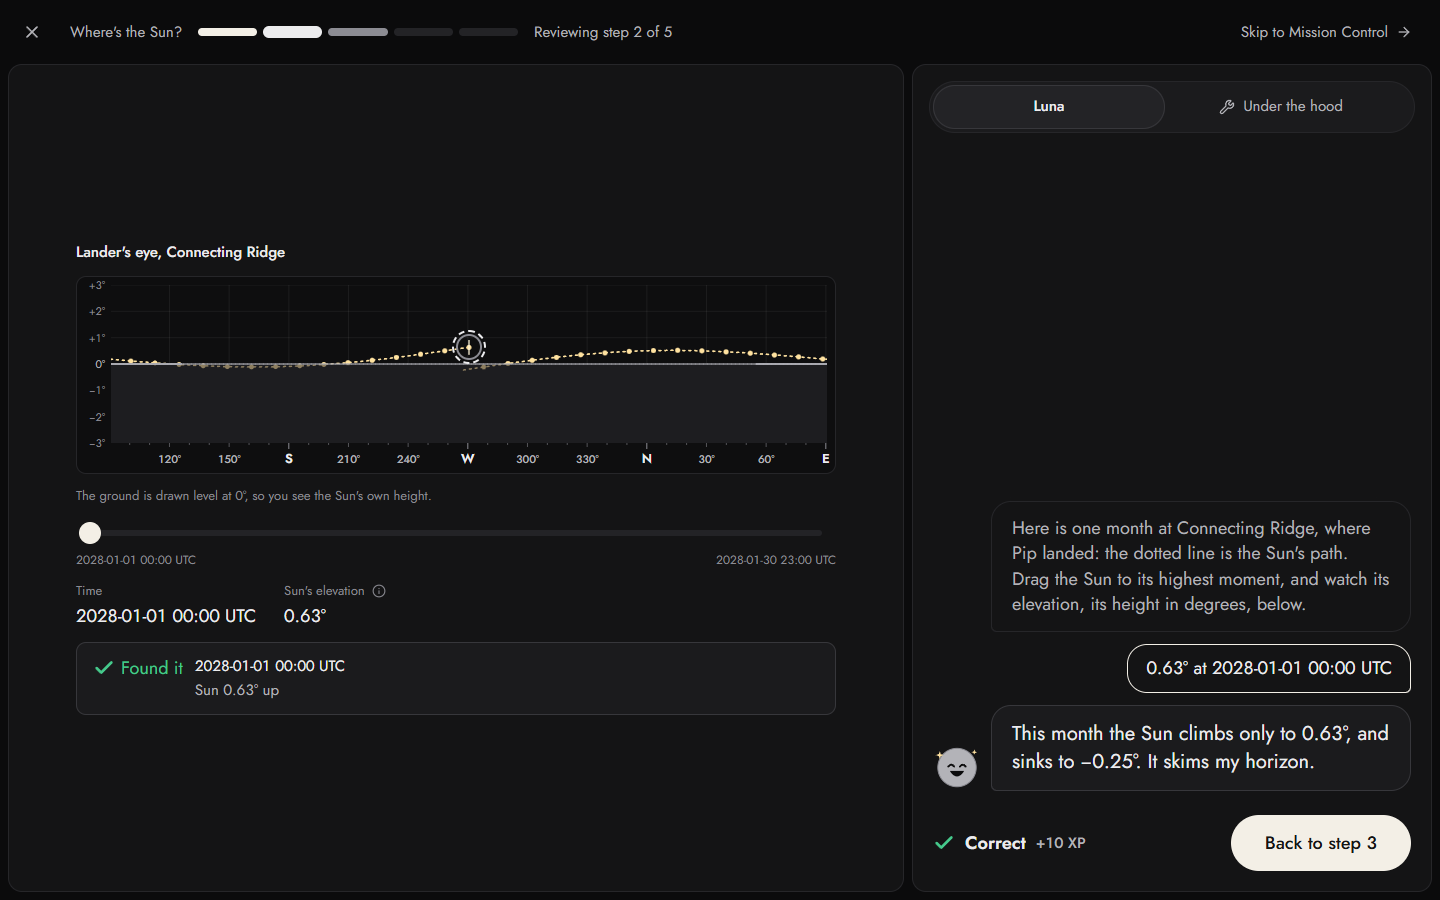 Where's the Sun?
Reviewing step 2 of 5
Skip to Mission Control
Lander's eye, Connecting Ridge
+3°
+2°
+1°
0°
−1°
−2°
−3°
120° 150° S 210° 240° W 300° 330° N 30° 60° E
The ground is drawn level at 0°, so you see the Sun's own height.
2028-01-01 00:00 UTC 2028-01-30 23:00 UTC
Time Sun's elevation
2028-01-01 00:00 UTC 0.63°
Found it 2028-01-01 00:00 UTC
Sun 0.63° up
Luna
Under the hood
Here is one month at Connecting Ridge, where
Pip landed: the dotted line is the Sun's path.
Drag the Sun to its highest moment, and watch its
elevation, its height in degrees, below.
0.63° at 2028-01-01 00:00 UTC
This month the Sun climbs only to 0.63°, and
sinks to −0.25°. It skims my horizon.
Correct +10 XP
Back to step 3